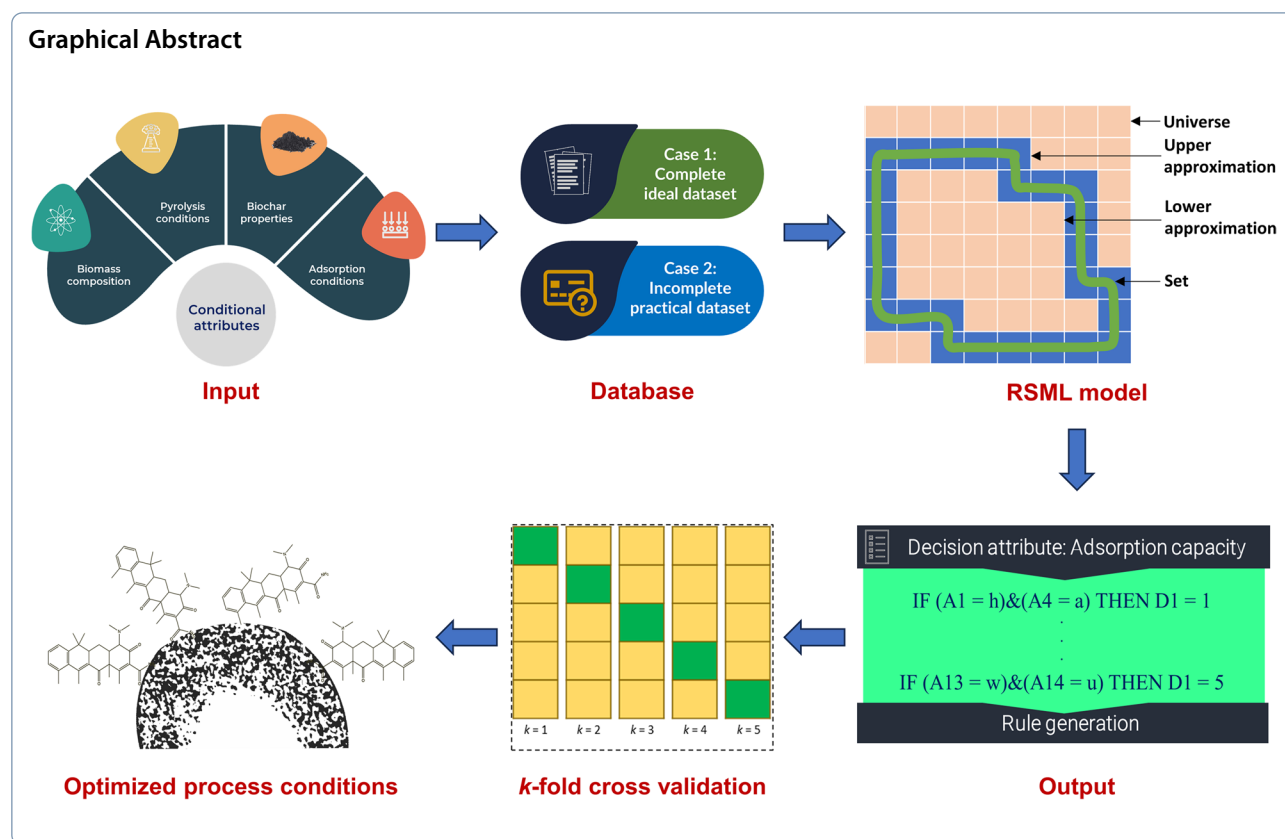 Graphical Abstract
Biomass
composition
Pyrolysis
conditions
Biochar
properties
Adsorption
conditions
Conditional
attributes
Input
Case 1:
Complete
ideal dataset
?
Case 2:
Incomplete
practical dataset
Database
Universe
Upper
approximation
Lower
approximation
Set
RSML model
Decision attribute: Adsorption capacity
IF (A1 = h)&(A4 = a) THEN D1 = 1
.
.
.
IF (A13 = w)&(A14 = u) THEN D1 = 5
Rule generation
Output
k = 1
k = 2
k = 3
k = 4
k = 5
k-fold cross validation
Optimized process conditions